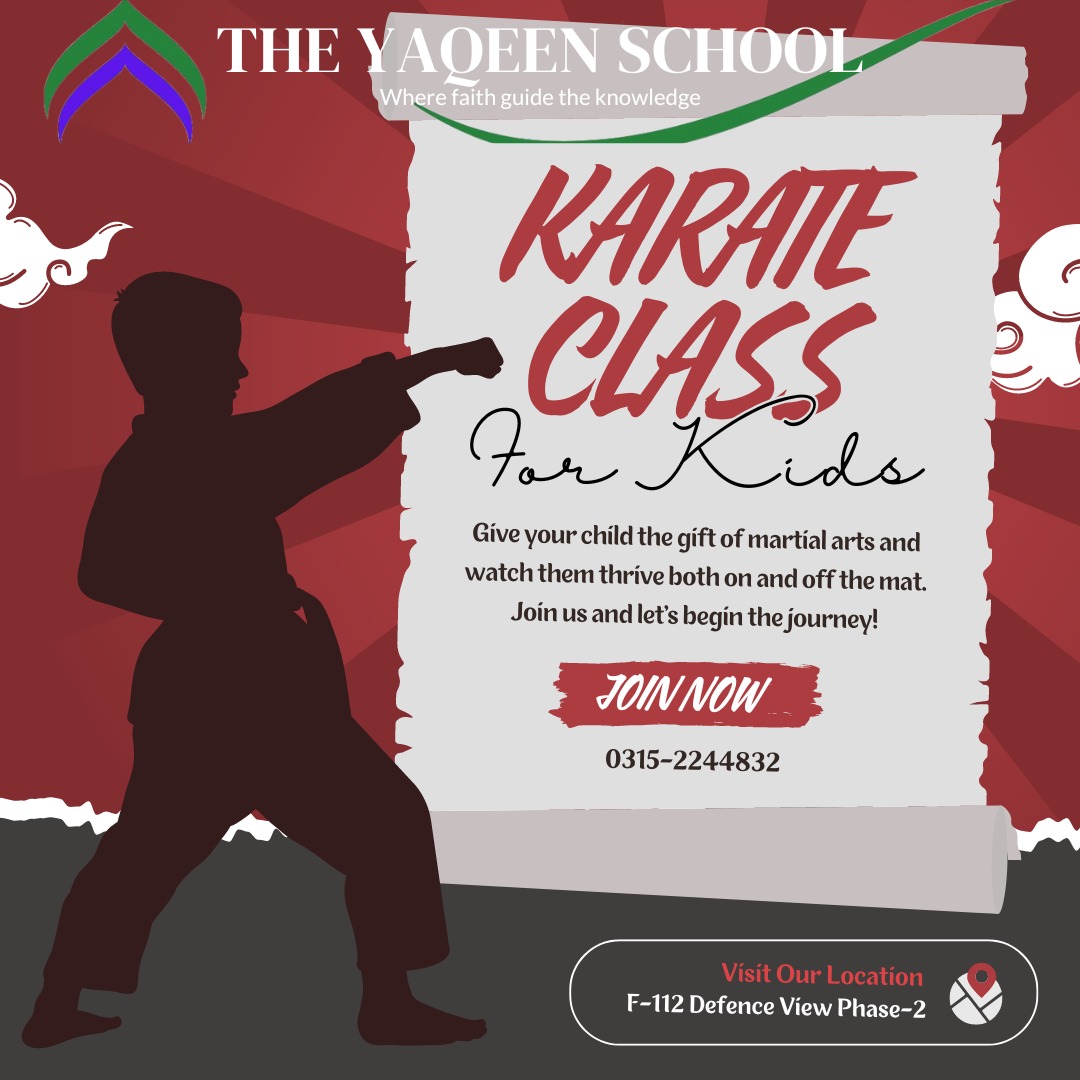 THE YAQEEN SCHOOL
Where faith guide the knowledge
KARATE
CLASS
For Kids
Give your child the gift of martial arts and
watch them thrive both on and off the mat.
Join us and let's begin the journey!
JOIN NOW
0315-2244832
Visit Our Location
F-112 Defence View Phase-2